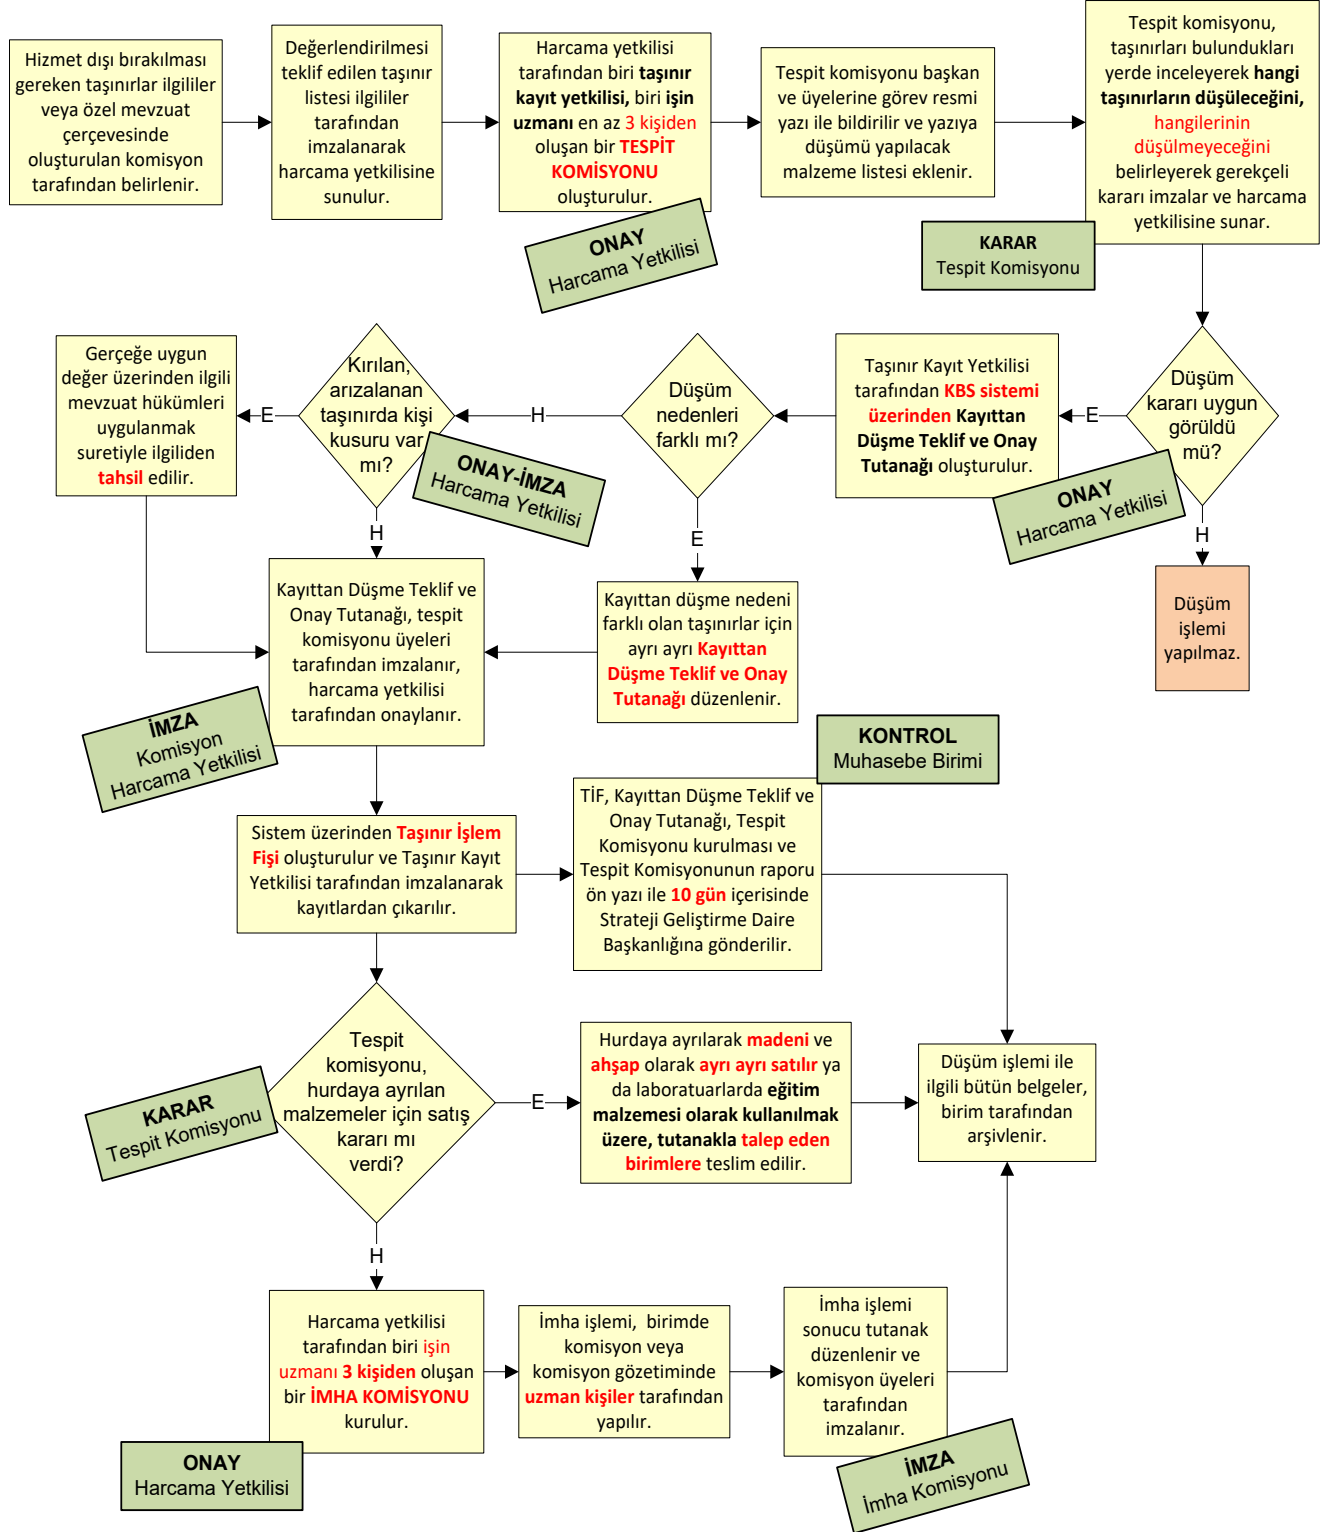 Hizmet dışı bırakılması
gereken taşınırlar ilgililer
veya özel mevzuat
çerçevesinde
oluşturulan komisyon
tarafından belirlenir.
Değerlendirilmesi
teklif edilen taşınır
listesi ilgililer
tarafından
imzalanarak
harcama yetkilisine
sunulur.
Harcama yetkilisi
tarafından biri taşınır
kayıt yetkilisi, biri işin
uzmanı en az 3 kişiden
oluşan bir TESPİT
KOMİSYONU
oluşturulur.
ONAY
Harcama Yetkilisi
Tespit komisyonu başkan
ve üyelerine görev resmi
yazı ile bildirilir ve yazıya
düşümü yapılacak
malzeme listesi eklenir.
Tespit komisyonu,
taşınırları bulundukları
yerde inceleyerek hangi
taşınırların düşüleceğini,
hangilerinin
düşülmeyeceğini
belirleyerek gerekçeli
kararı imzalar ve harcama
yetkilisine sunar.
KARAR
Tespit Komisyonu
Düşüm
kararı uygun
görüldü
mü?
E
H
ONAY
Harcama Yetkilisi
Düşüm
işlemi
yapılmaz.
Taşınır Kayıt Yetkilisi
tarafından KBS sistemi
üzerinden Kayıttan
Düşme Teklif ve Onay
Tutanağı oluşturulur.
Düşüm
nedenleri
farklı mı?
H
E
Kayıttan düşme nedeni
farklı olan taşınırlar için
ayrı ayrı Kayıttan
Düşme Teklif ve Onay
Tutanağı düzenlenir.
Kırılan,
arızalanan
taşınırda kişi
kusuru var
mı?
E
H
ONAY-İMZA
Harcama Yetkilisi
Gerçeğe uygun
değer üzerinden ilgili
mevzuat hükümleri
uygulanmak
suretiyle ilgiliden
tahsil edilir.
Kayıttan Düşme Teklif ve
Onay Tutanağı, tespit
komisyonu üyeleri
tarafından imzalanır,
harcama yetkilisi
tarafından onaylanır.
İMZA
Komisyon
Harcama Yetkilisi
Sistem üzerinden Taşınır İşlem
Fişi oluşturulur ve Taşınır Kayıt
Yetkilisi tarafından imzalanarak
kayıtlardan çıkarılır.
KONTROL
Muhasebe Birimi
TİF, Kayıttan Düşme Teklif ve
Onay Tutanağı, Tespit
Komisyonu kurulması ve
Tespit Komisyonunun raporu
ön yazı ile 10 gün içerisinde
Strateji Geliştirme Daire
Başkanlığına gönderilir.
Tespit
komisyonu,
hurdaya ayrılan
malzemeler için satış
kararı mı
verdi?
E
H
KARAR
Tespit Komisyonu
Hurdaya ayrılarak madeni ve
ahşap olarak ayrı ayrı satılır ya
da laboratuarlarda eğitim
malzemesi olarak kullanılmak
üzere, tutanakla talep eden
birimlere teslim edilir.
Düşüm işlemi ile
ilgili bütün belgeler,
birim tarafından
arşivlenir.
Harcama yetkilisi
tarafından biri işin
uzmanı 3 kişiden oluşan
bir İMHA KOMİSYONU
kurulur.
ONAY
Harcama Yetkilisi
İmha işlemi, birimde
komisyon veya
komisyon gözetiminde
uzman kişiler tarafından
yapılır.
İmha işlemi
sonucu tutanak
düzenlenir ve
komisyon üyeleri
tarafından
imzalanır.
İMZA
İmha Komisyonu